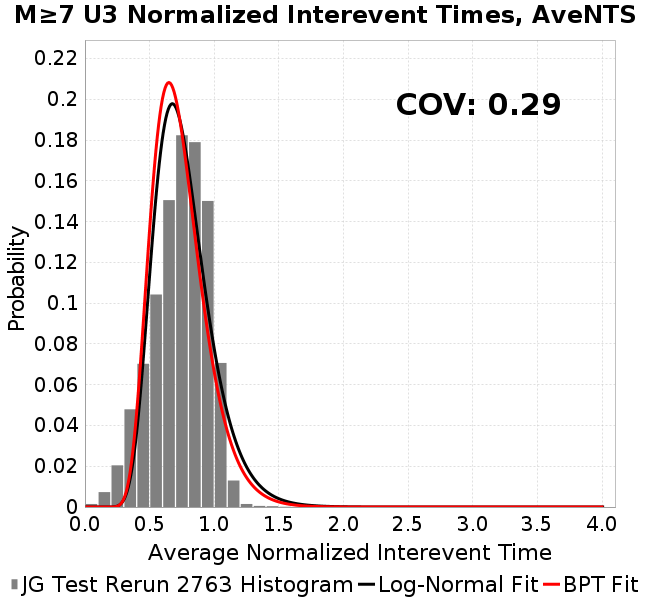 M≥7 U3 Normalized Interevent Times, AveNTS
COV: 0.29
Probability
0.22
0.2
0.18
0.16
0.14
0.12
0.1
0.08
0.06
0.04
0.02
0
0.0 0.5 1.0 1.5 2.0 2.5 3.0 3.5 4.0
Average Normalized Interevent Time
JG Test Rerun 2763 Histogram Log-Normal Fit BPT Fit